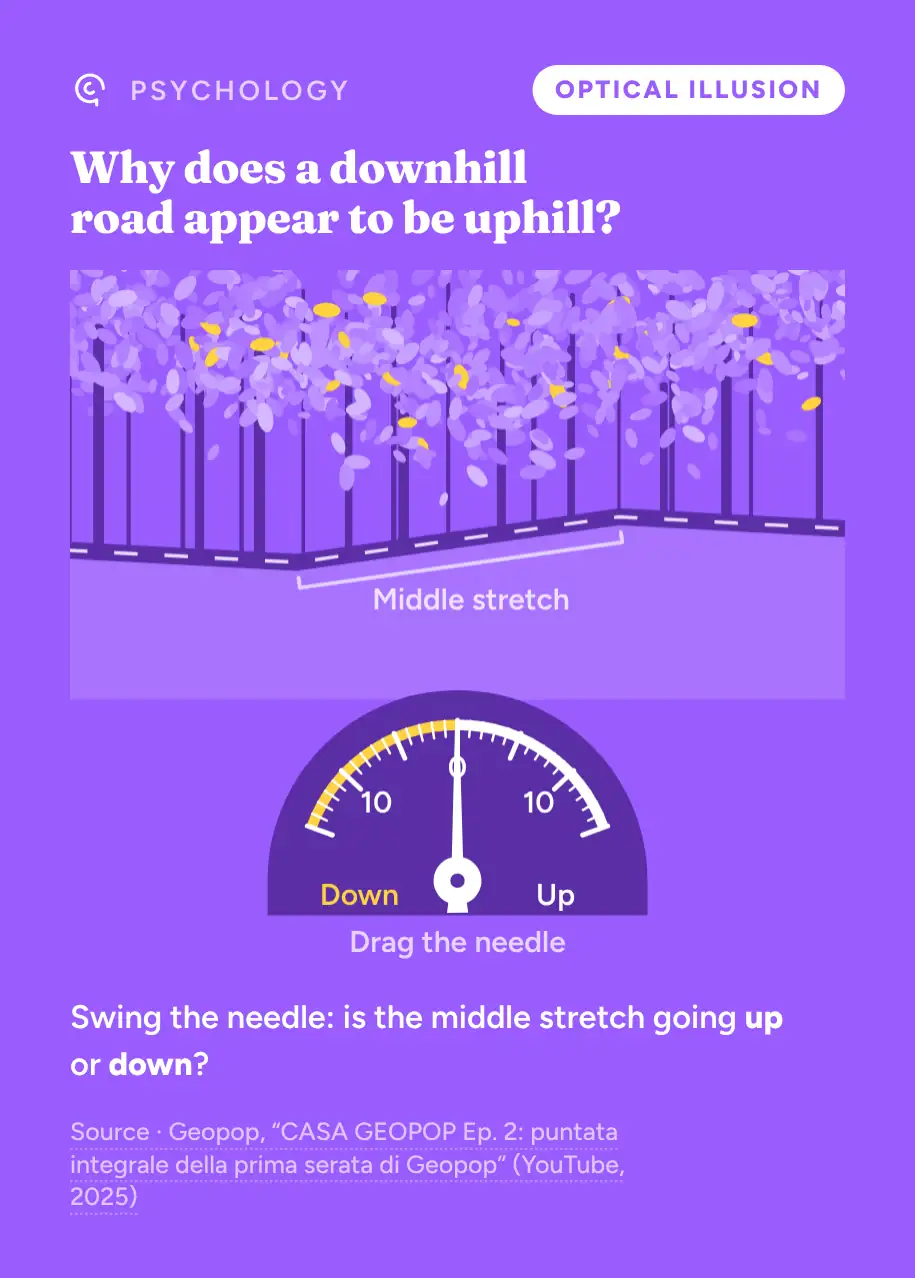 PSYCHOLOGY
OPTICAL ILLUSION
Why does a downhill
road appear to be uphill?
Middle stretch
0
10
10
Down
Up
Drag the needle
Swing the needle: is the middle stretch going up
or down?
Source · Geopop, “CASA GEOPOP Ep. 2: puntata
integrale della prima serata di Geopop” (YouTube,
2025)